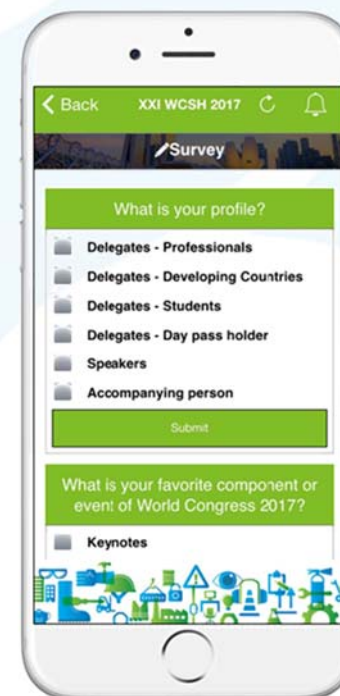 Back
XXI WCSH 2017
Survey
What is your profile?
Delegates - Professionals
Delegates - Developing Countries
Delegates - Students
Delegates - Day pass holder
Speakers
Accompanying person
Submit
What is your favorite component or
event of World Congress 2017?
Keynotes